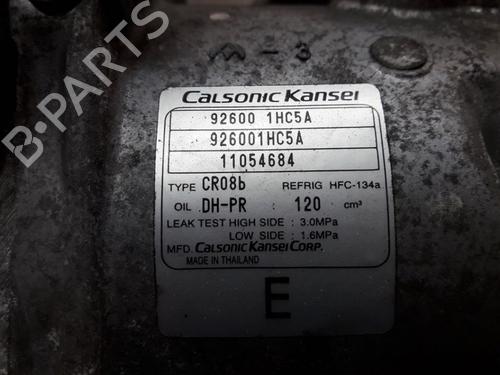 m-3
CALSONIC KANSEI
92600 1HC5A
926001HC5A
11054684
TYPE CR08b REFRIG HFC-134a
OIL DH-PR : 120 cm³
LEAK TEST HIGH SIDE : 3.0MPa
LOW SIDE : 1.6MPa
MFD. CALSONIC KANSEI CORP.
MADE IN THAILAND
E
B-PARTS